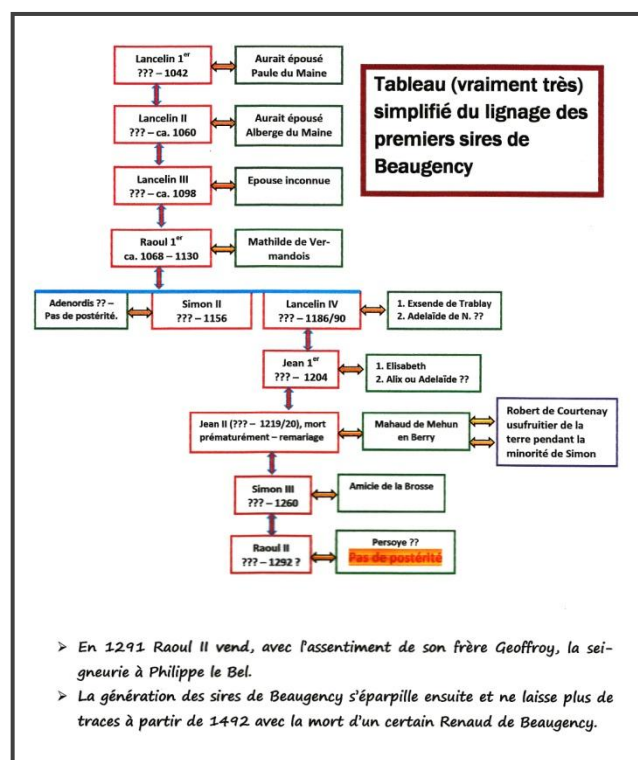 Tableau (vraiment très)
simplifié du lignage des
premiers sires de
Beaugency
Lancelin 1er
??? – 1042
Aurait épousé
Paule du Maine
Lancelin II
??? – ca. 1060
Aurait épousé
Alberge du Maine
Lancelin III
??? – ca. 1098
Epouse inconnue
Raoul 1er
ca. 1068 – 1130
Mathilde de Ver-
mandois
Adenordis ?? –
Pas de postérité.
Simon II
??? – 1156
Lancelin IV
??? – 1186/90
1. Exsende de Trablay
2. Adelaïde de N. ??
Jean 1er
??? – 1204
1. Elisabeth
2. Alix ou Adelaïde ??
Jean II (??? – 1219/20), mort
prématurément – remariage
Mahaud de Mehun
en Berry
Robert de Courtenay
usufruitier de la
terre pendant la
minorité de Simon
Simon III
??? – 1260
Amicie de la Brosse
Raoul II
??? – 1292 ?
Persoye ??
Pas de postérité
➢ En 1291 Raoul II vend, avec l'assentiment de son frère Geoffroy, la sei-
gneurie à Philippe le Bel.
➢ La génération des sires de Beaugency s'éparpille ensuite et ne laisse plus de
traces à partir de 1492 avec la mort d'un certain Renaud de Beaugency.